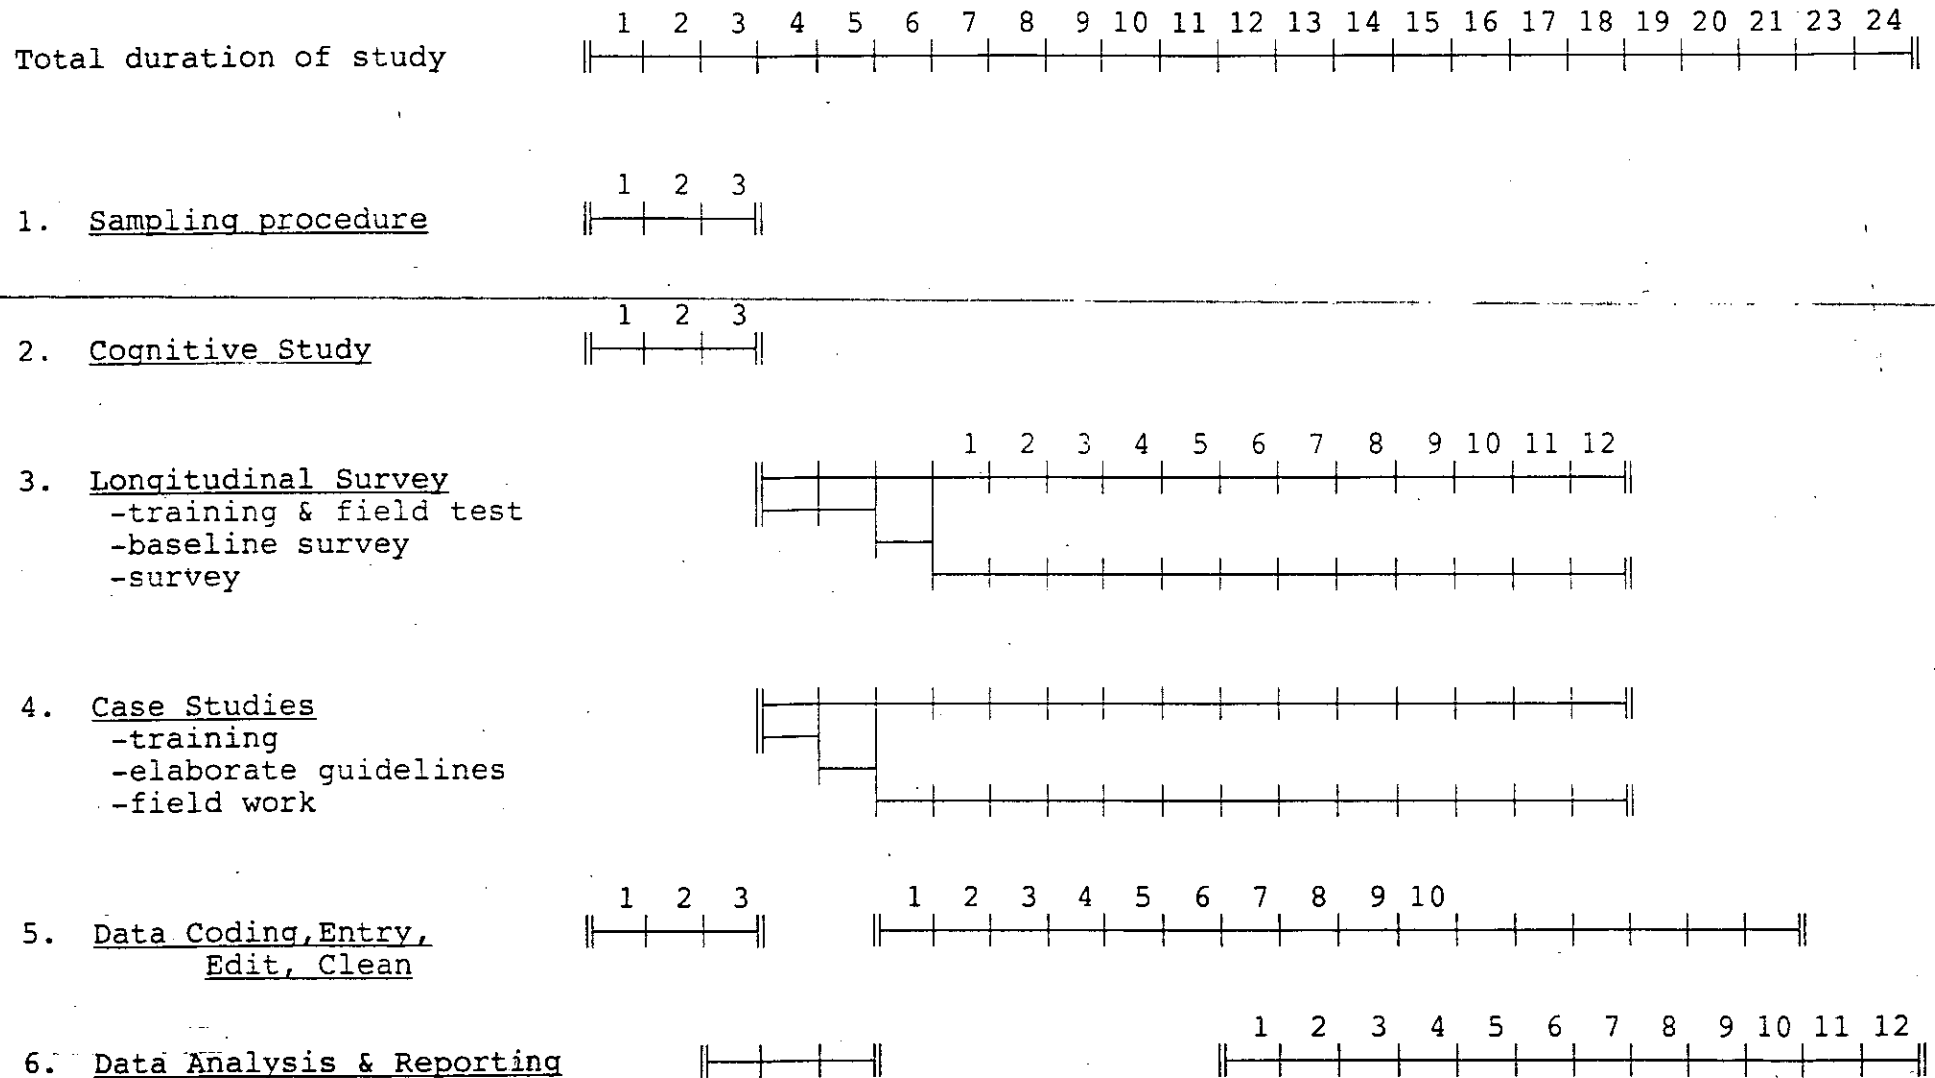 1 2 3 4 5 6 7 8 9 10 11 12 13 14 15 16 17 18 19 20 21 23 24
Total duration of study
1 2 3
1. Sampling procedure
1 2 3
2. Cognitive Study
1 2 3 4 5 6 7 8 9 10 11 12
3. Longitudinal Survey
-training & field test
-baseline survey
-survey
4. Case Studies
-training
-elaborate guidelines
-field work
1 2 3 1 2 3 4 5 6 7 8 9 10
5. Data Coding,Entry,
Edit, Clean
1 2 3 4 5 6 7 8 9 10 11 12
6. Data Analysis & Reporting